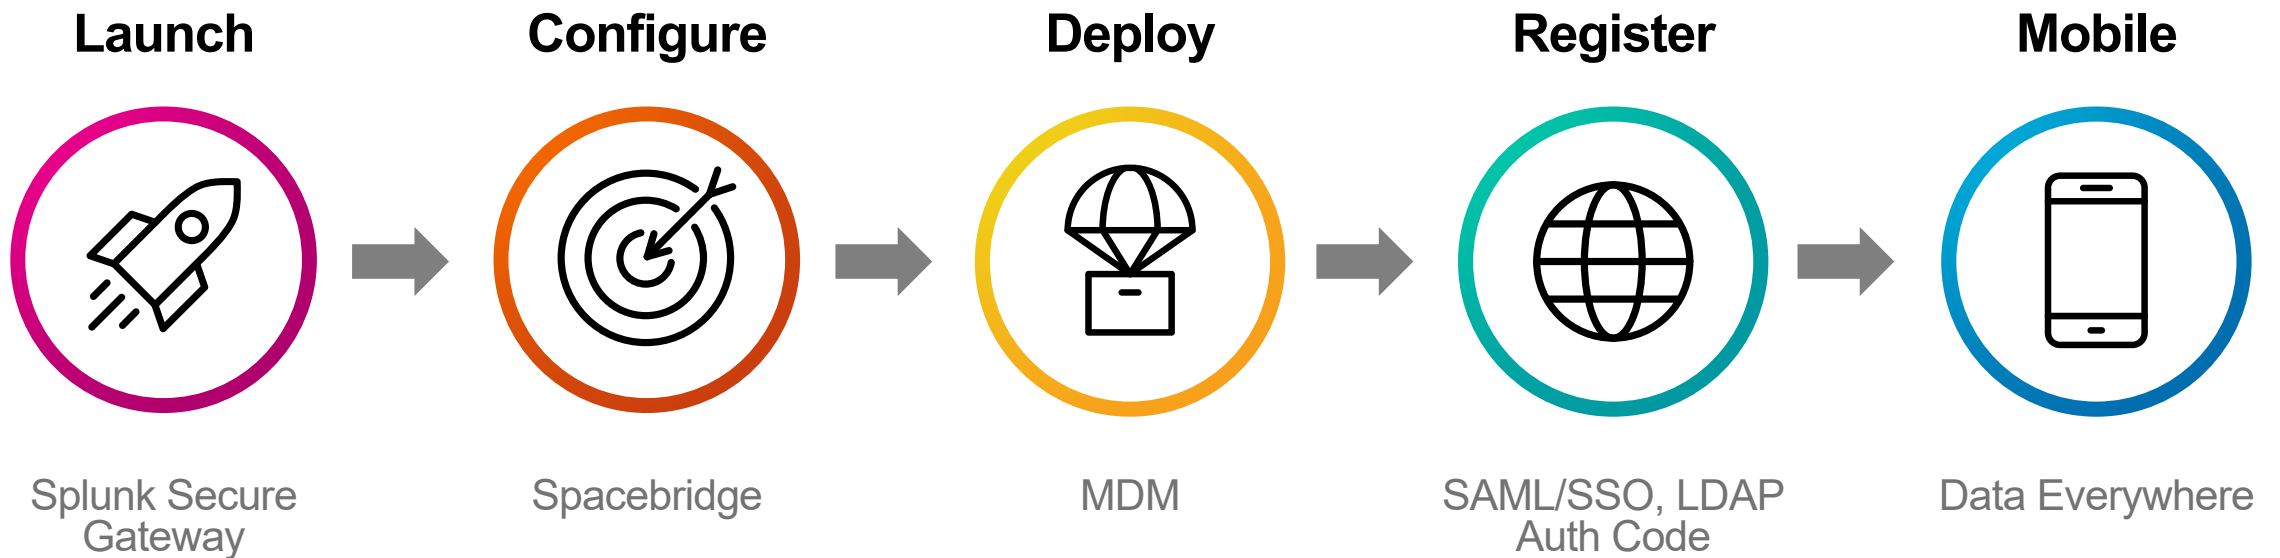 Launch
Configure
Deploy
Register
Mobile
Splunk Secure
Gateway
Spacebridge
MDM
SAML/SSO, LDAP
Auth Code
Data Everywhere